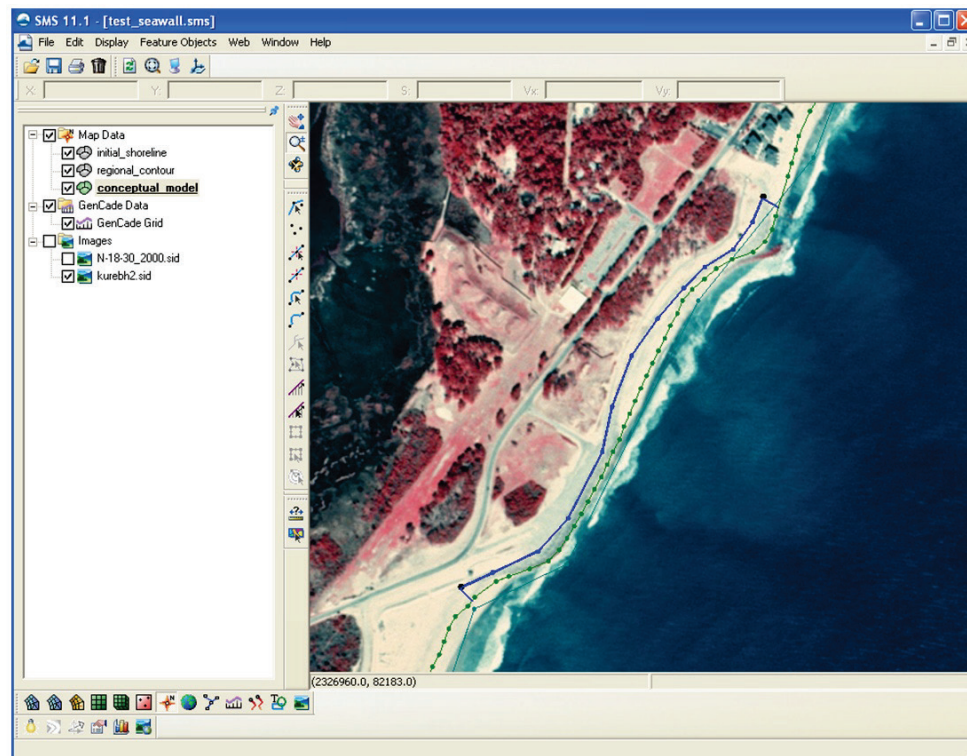 SMS 11.1 - [test_seawall.sms]
File Edit Display Feature Objects Web Window Help
X: Y: Z: S: Vx: Vy:
Map Data
initial_shoreline
regional_contour
conceptual_model
GenCade Data
GenCade Grid
Images
N-18-30_2000.sid
kurebh2.sid
(2326960.0, 82183.0)